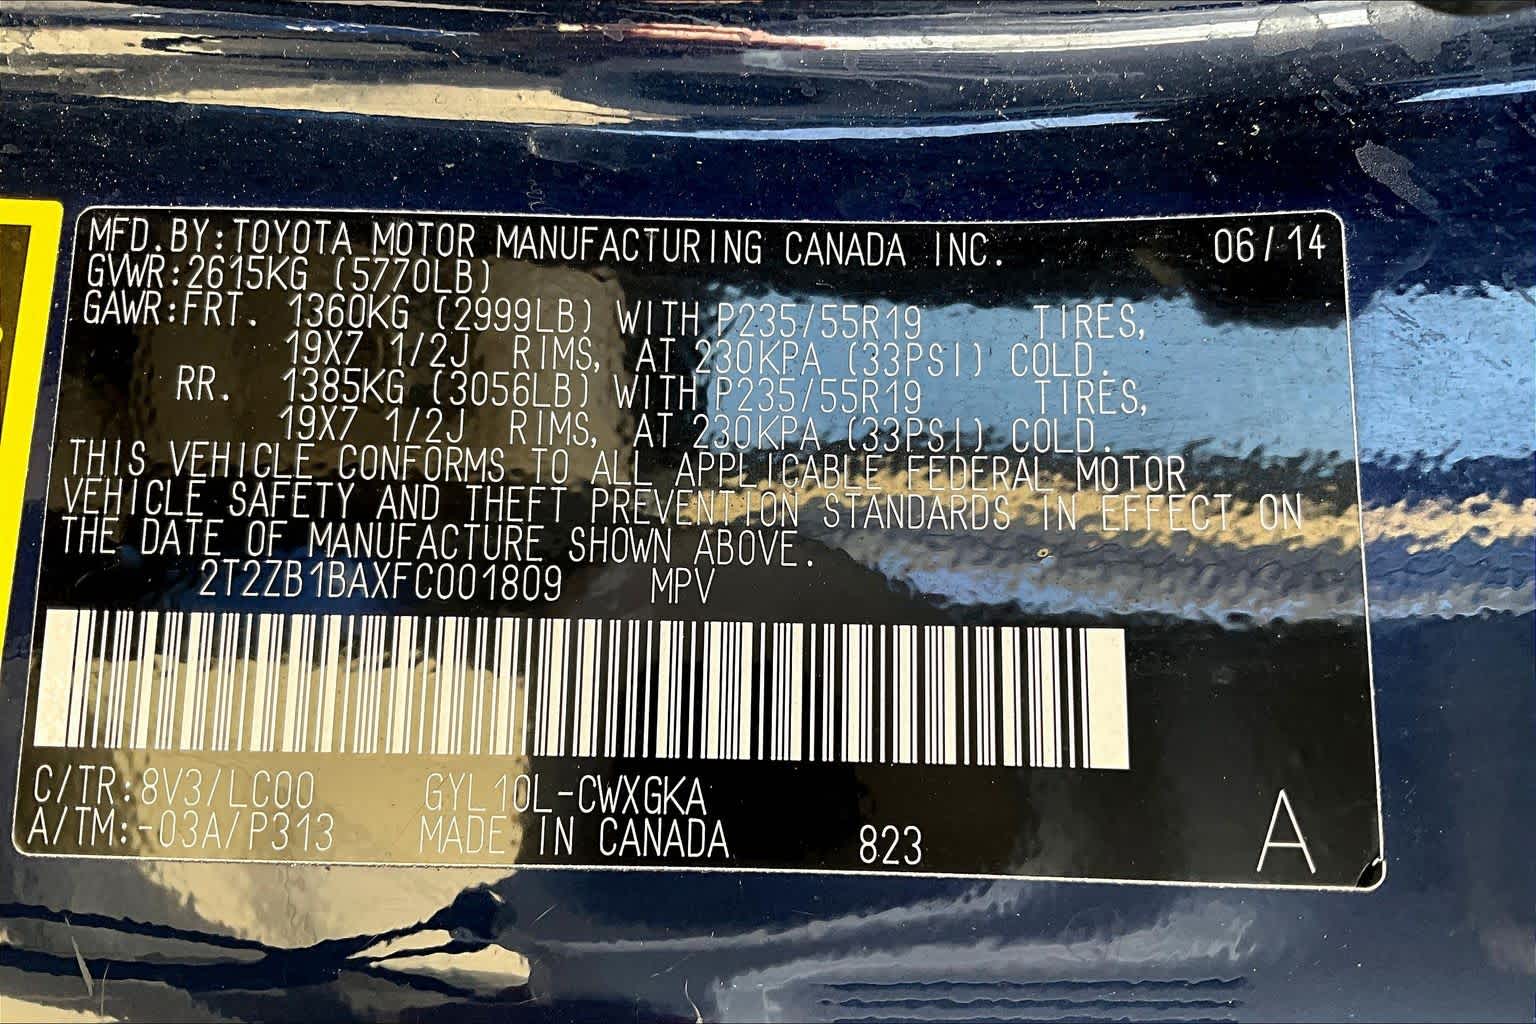 MFD.BY:TOYOTA MOTOR MANUFACTURING CANADA INC. 06/14
GVWR:2615KG (5770LB)
GAWR:FRT. 1360KG (2999LB) WITH P235/55R19 TIRES,
19X7 1/2J RIMS, AT 230KPA (33PSI) COLD.
RR. 1385KG (3056LB) WITH P235/55R19 TIRES,
19X7 1/2J RIMS, AT 230KPA (33PSI) COLD.
THIS VEHICLE CONFORMS TO ALL APPLICABLE FEDERAL MOTOR
VEHICLE SAFETY AND THEFT PREVENTION STANDARDS IN EFFECT ON
THE DATE OF MANUFACTURE SHOWN ABOVE.
2T2ZB1BAXFC001809 MPV
C/TR:8V3/LC00 GYL10L-CWXGKA
A/TM:-03A/P313 MADE IN CANADA 823 A